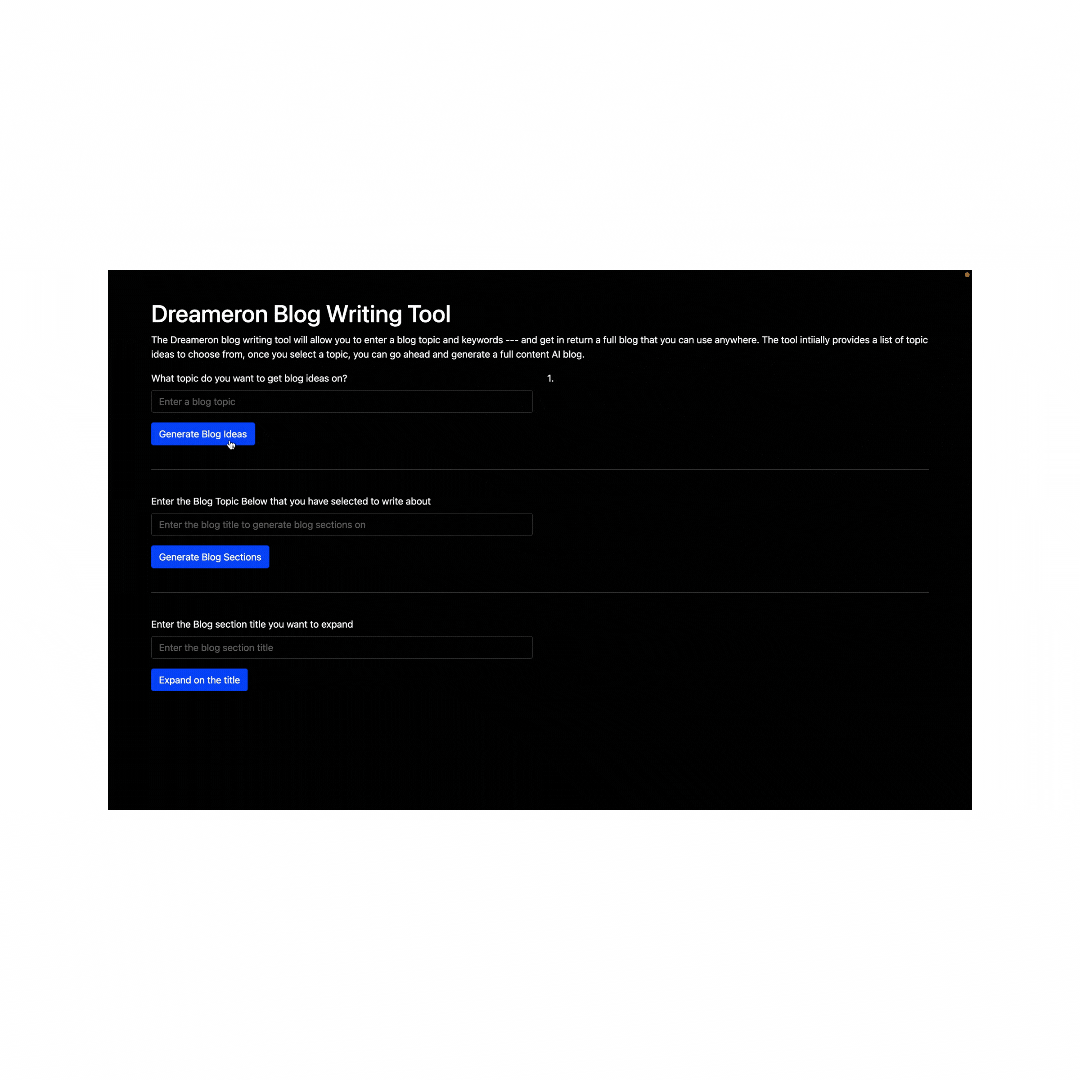 Dreameron Blog Writing Tool
The Dreameron blog writing tool will allow you to enter a blog topic and keywords --- and get in return a full blog that you can use anywhere. The tool intiially provides a list of topic
ideas to choose from, once you select a topic, you can go ahead and generate a full content AI blog.
What topic do you want to get blog ideas on?
1.
Enter a blog topic
Generate Blog Ideas
Enter the Blog Topic Below that you have selected to write about
Enter the blog title to generate blog sections on
Generate Blog Sections
Enter the Blog section title you want to expand
Enter the blog section title
Expand on the title